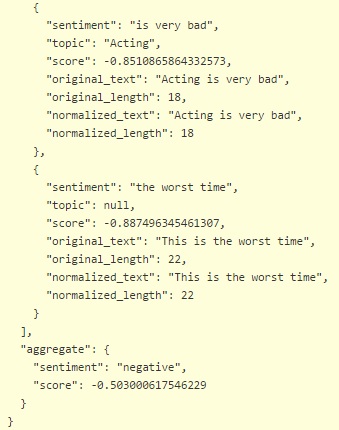 {
"sentiment": "is very bad",
"topic": "Acting",
"score": -0.8510865864332573,
"original_text": "Acting is very bad",
"original_length": 18,
"normalized_text": "Acting is very bad",
"normalized_length": 18
},
{
"sentiment": "the worst time",
"topic": null,
"score": -0.887496345461307,
"original_text": "This is the worst time",
"original_length": 22,
"normalized_text": "This is the worst time",
"normalized_length": 22
}
],
"aggregate": {
"sentiment": "negative",
"score": -0.503000617546229
}
}